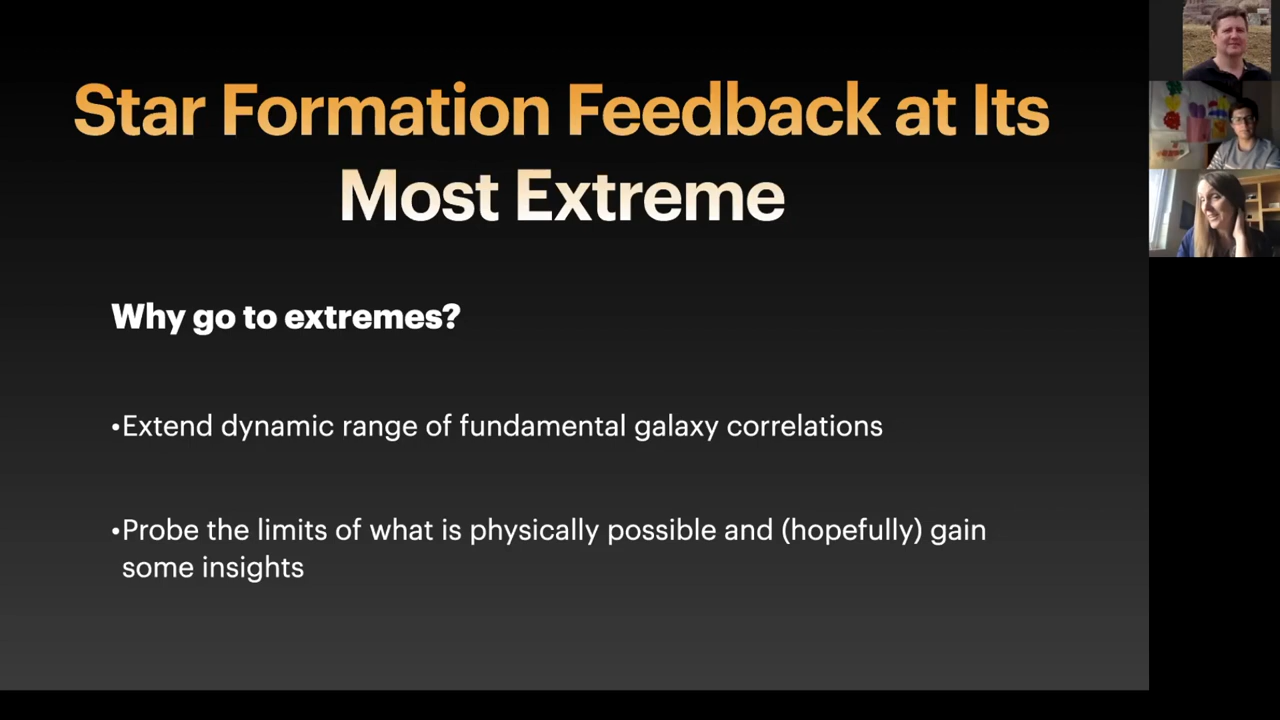 Star Formation Feedback at Its
Most Extreme
Why go to extremes?
•Extend dynamic range of fundamental galaxy correlations
•Probe the limits of what is physically possible and (hopefully) gain
some insights